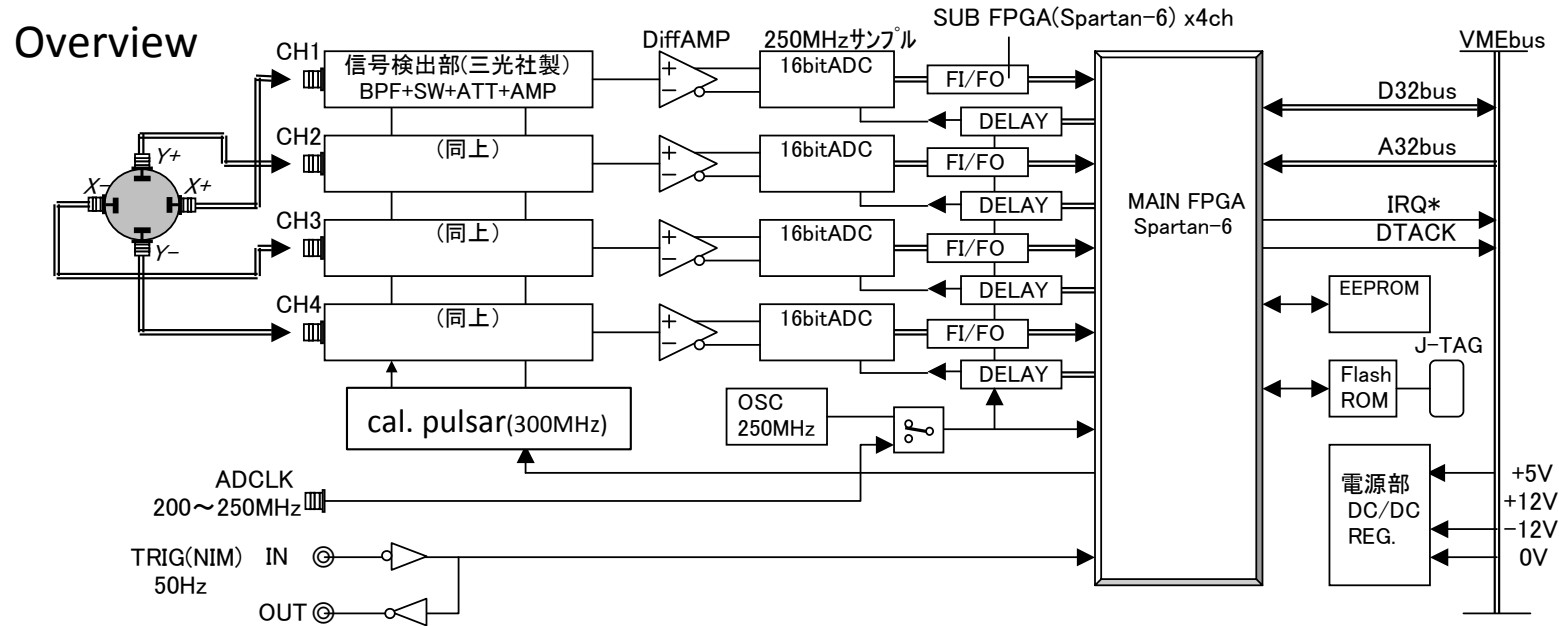 Overview
SUB FPGA(Spartan-6) x4ch
CH1
信号検出部(三光社製)
BPF+SW+ATT+AMP
DiffAMP
250MHzサンプル
16bitADC
FI/FO
DELAY
VMEbus
D32bus
CH2
(同上)
16bitADC
FI/FO
DELAY
A32bus
Y+
X-
X+
Y-
MAIN FPGA
Spartan-6
IRQ*
DTACK
CH3
(同上)
16bitADC
FI/FO
DELAY
CH4
(同上)
16bitADC
FI/FO
DELAY
EEPROM
J-TAG
Flash
ROM
cal. pulsar(300MHz)
OSC
250MHz
ADCLK
200～250MHz
電源部
DC/DC
REG.
+5V
+12V
-12V
0V
TRIG(NIM)
50Hz
IN
OUT
+
-
+
-
+
-
+
-